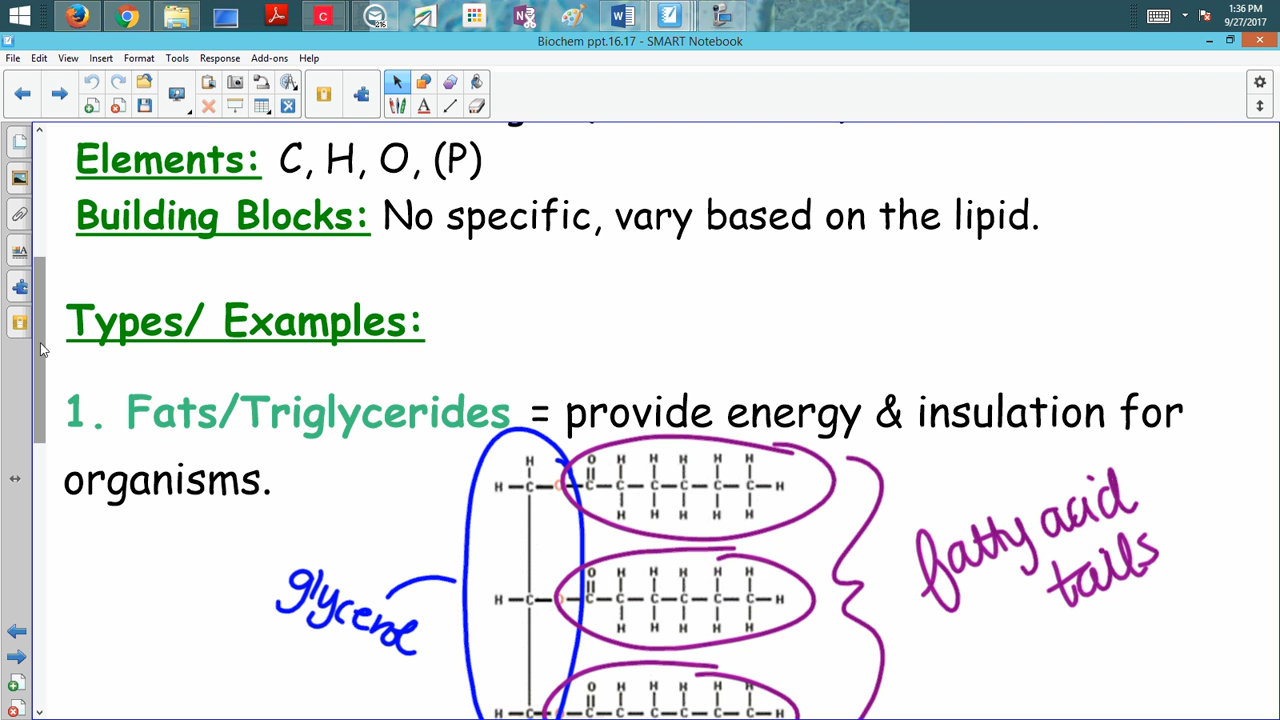 1:36 PM
216
9/27/2017
Biochem ppt.16.17 - SMART Notebook
File Edit View Insert Format Tools Response Add-ons Help
Elements: C, H, O, (P)
Building Blocks: No specific, vary based on the lipid.
Types/ Examples:
1. Fats/Triglycerides = provide energy & insulation for
organisms.
O H H H H H
H
H C O C C C C C C H
H H H H H
fatty acid
tails
glycerol
O H H H H H
H C O C C C C C C H
H H H H H
O H H H H H
H C C C C C C C H